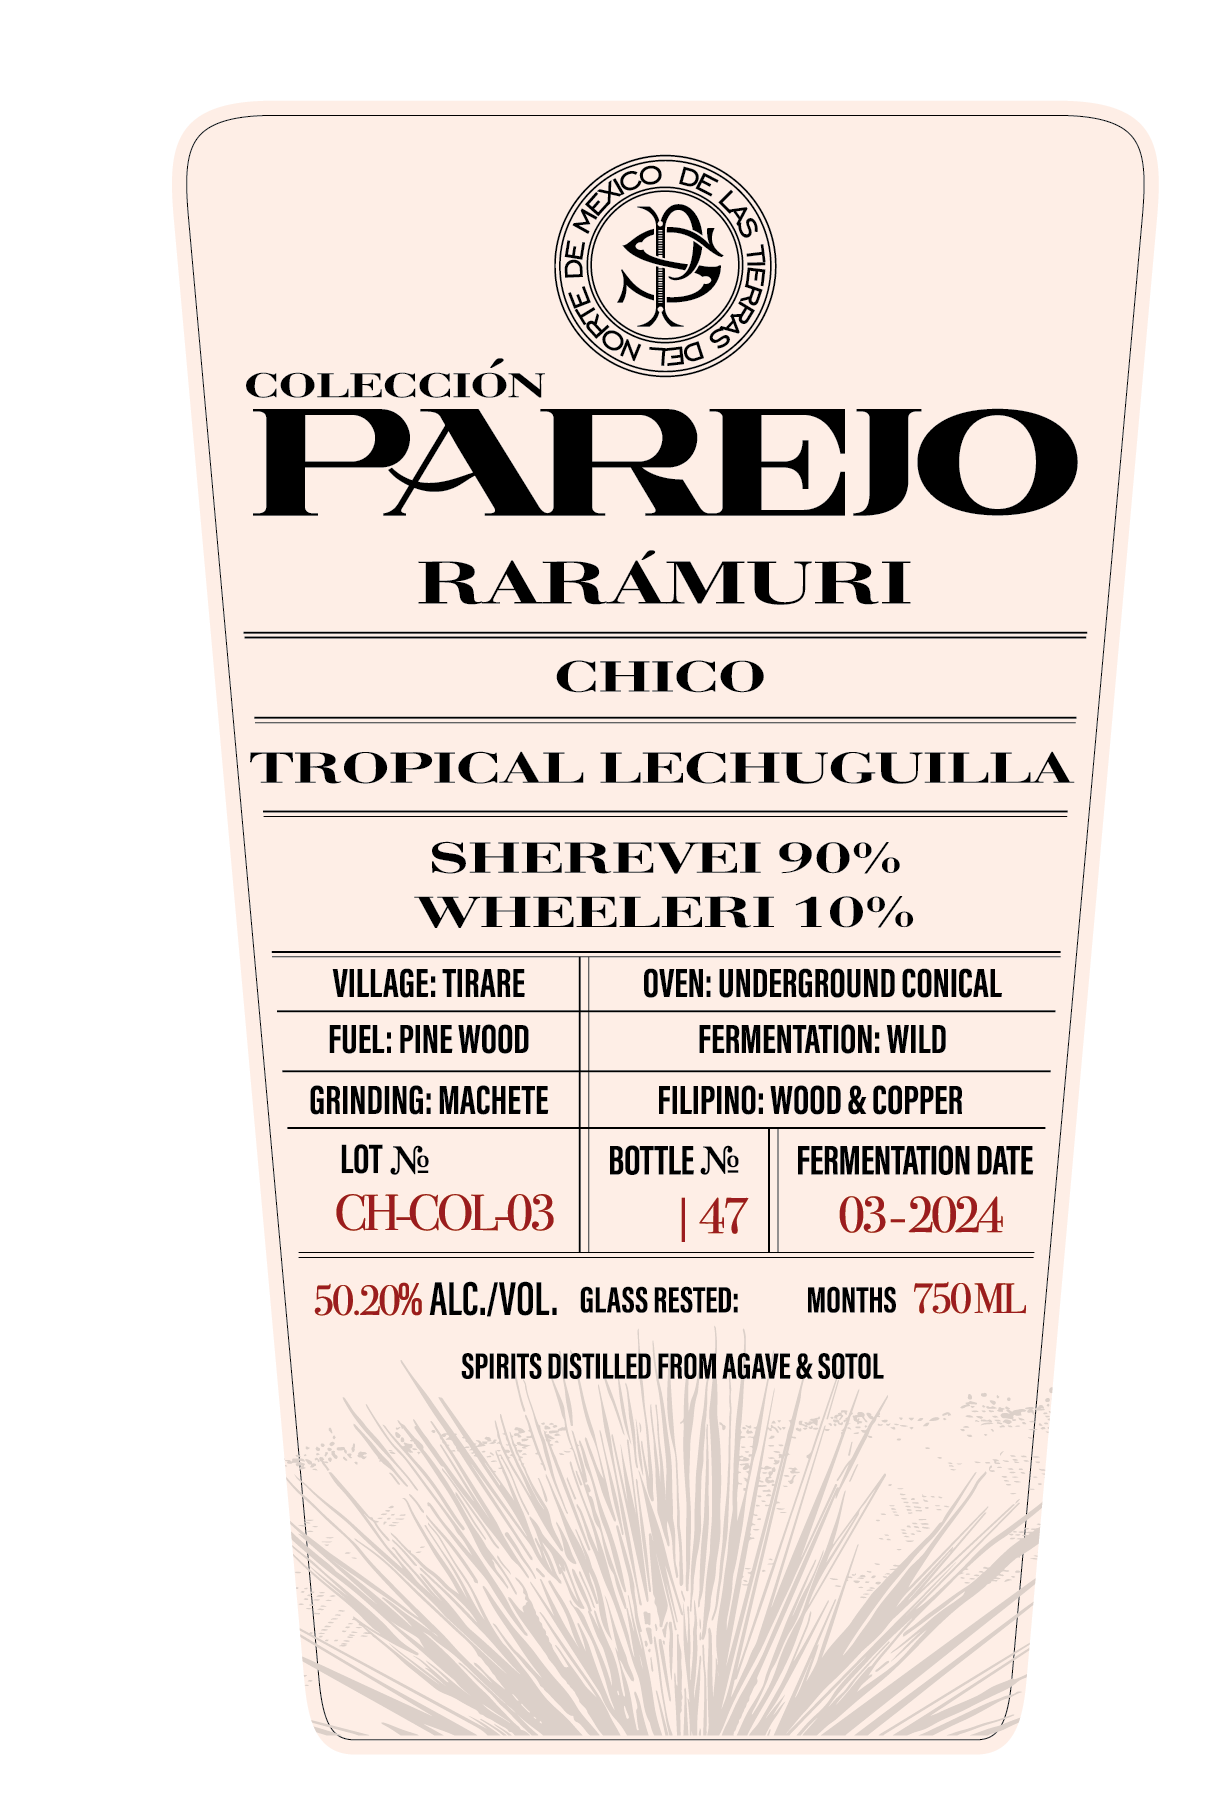 DE LAS TIERRAS DEL NORTE DE MEXICO
COLECCIÓN
PAREJO
RARÁMURI
CHICO
TROPICAL LECHUGUILLA
SHEREVEI 90%
WHEELERI 10%
VILLAGE: TIRARE
OVEN: UNDERGROUND CONICAL
FUEL: PINE WOOD
FERMENTATION: WILD
GRINDING: MACHETE
FILIPINO: WOOD & COPPER
LOT №
CH-COL-03
BOTTLE №
| 47
FERMENTATION DATE
03-2024
50.20% ALC./VOL. GLASS RESTED: MONTHS 750 ML
SPIRITS DISTILLED FROM AGAVE & SOTOL